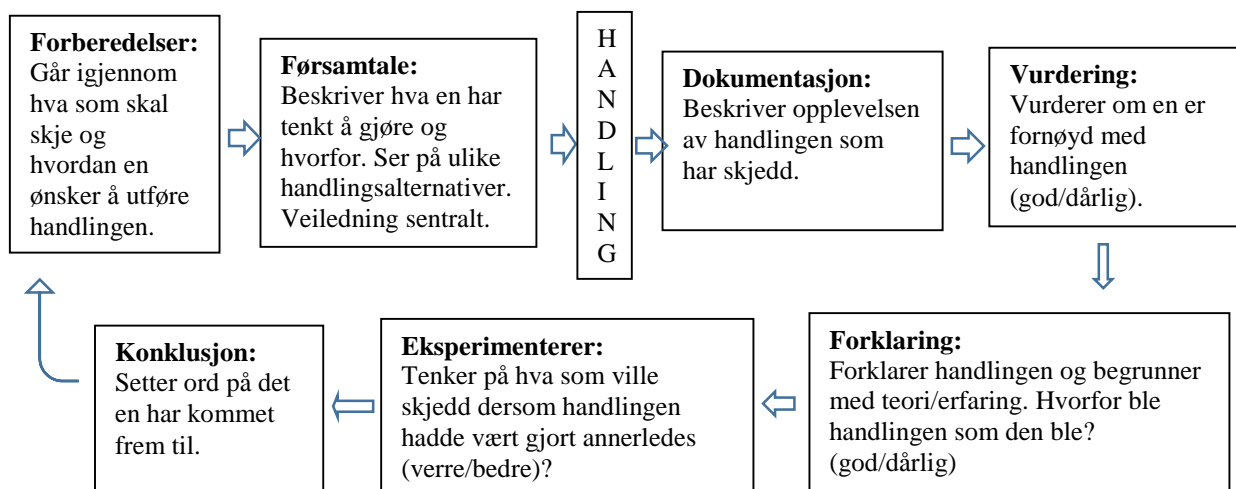 Forberedelser:
Går igjennom
hva som skal
skje og
hvordan en
ønsker å utføre
handlingen.
Førsamtale:
Beskriver hva en har
tenkt å gjøre og
hvorfor. Ser på ulike
handlingsalternativer.
Veiledning sentralt.
H
A
N
D
L
I
N
G
Dokumentasjon:
Beskriver opplevelsen
av handlingen som
har skjedd.
Vurdering:
Vurderer om en er
fornøyd med
handlingen
(god/dårlig).
Forklaring:
Forklarer handlingen og begrunner
med teori/erfaring. Hvorfor ble
handlingen som den ble?
(god/dårlig)
Eksperimenterer:
Tenker på hva som ville
skjedd dersom handlingen
hadde vært gjort annerledes
(verre/bedre)?
Konklusjon:
Setter ord på det
en har kommet
frem til.